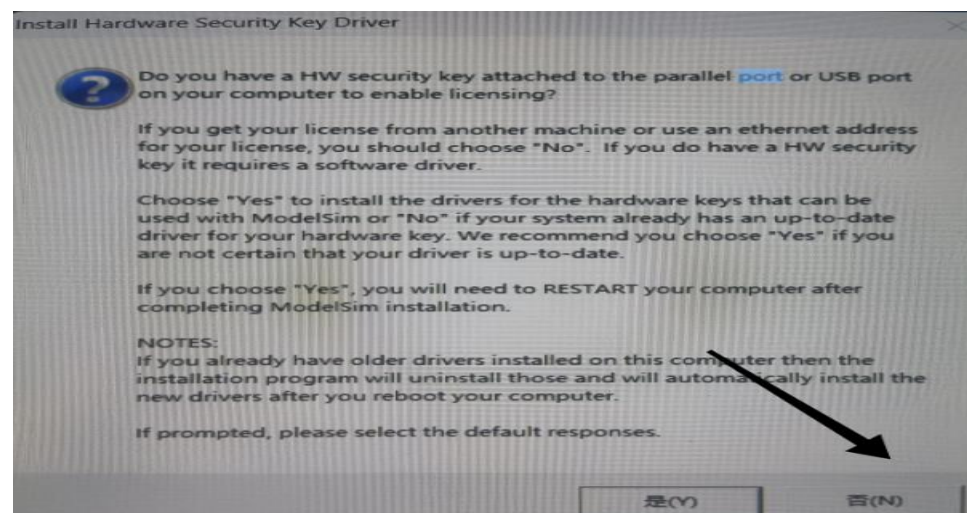 Install Hardware Security Key Driver
Do you have a HW security key attached to the parallel port or USB port
on your computer to enable licensing?
If you get your license from another machine or use an ethernet address
for your license, you should choose "No". If you do have a HW security
key it requires a software driver.
Choose "Yes" to install the drivers for the hardware keys that can be
used with ModelSim or "No" if your system already has an up-to-date
driver for your hardware key. We recommend you choose "Yes" if you
are not certain that your driver is up-to-date.
If you choose "Yes", you will need to RESTART your computer after
completing ModelSim installation.
NOTES:
If you already have older drivers installed on this computer then the
installation program will uninstall those and will automatically install the
new drivers after you reboot your computer.
If prompted, please select the default responses.
是(Y) 否(N)